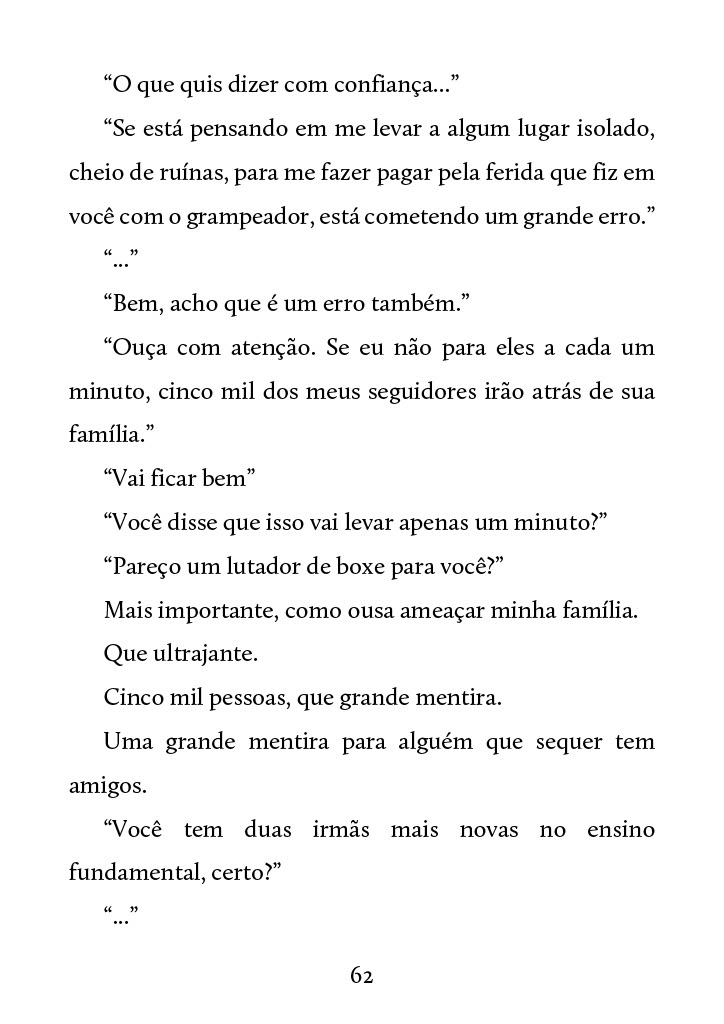 “O que quis dizer com confiança...”
“Se está pensando em me levar a algum lugar isolado,
cheio de ruínas, para me fazer pagar pela ferida que fiz em
você com o grampeador, está cometendo um grande erro.”
“...”
“Bem, acho que é um erro também.”
“Ouça com atenção. Se eu não para eles a cada um
minuto, cinco mil dos meus seguidores irão atrás de sua
família.”
“Vai ficar bem”
“Você disse que isso vai levar apenas um minuto?”
“Pareço um lutador de boxe para você?”
Mais importante, como ousa ameaçar minha família.
Que ultrajante.
Cinco mil pessoas, que grande mentira.
Uma grande mentira para alguém que sequer tem
amigos.
“Você tem duas irmãs mais novas no ensino
fundamental, certo?”
“...”
62